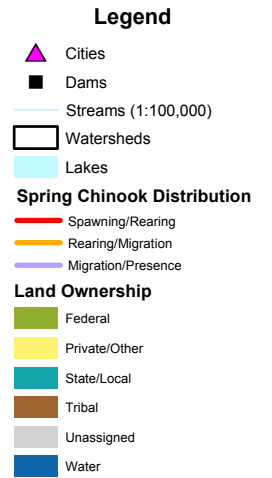 Legend
Cities
Dams
Streams (1:100,000)
Watersheds
Lakes
Spring Chinook Distribution
Spawning/Rearing
Rearing/Migration
Migration/Presence
Land Ownership
Federal
Private/Other
State/Local
Tribal
Unassigned
Water